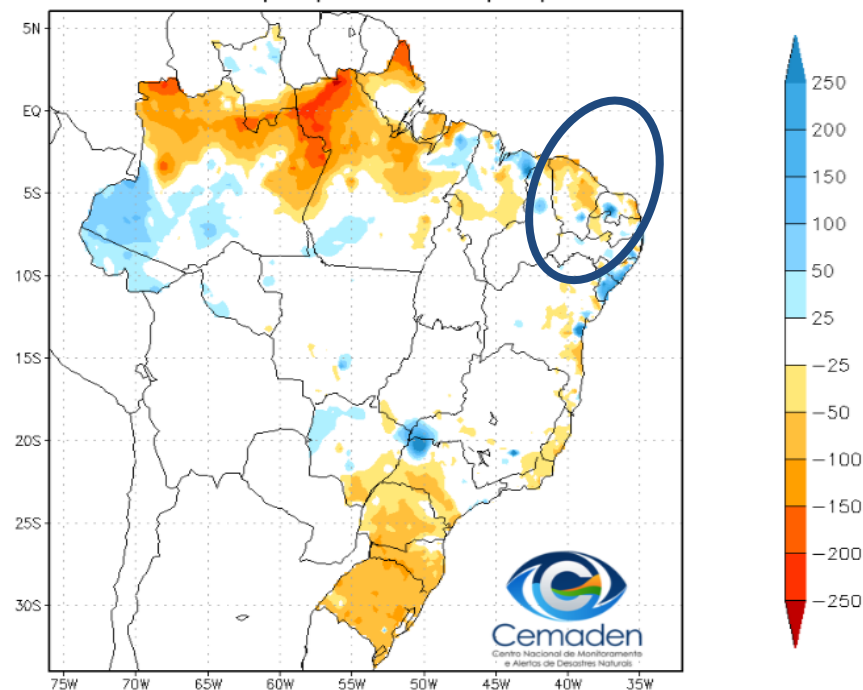 5N
EQ
5S
10S
15S
20S
25S
30S
75W
70W
65W
60W
55W
50W
45W
40W
35W
250
200
150
100
50
25
−25
−50
−100
−150
−200
−250
Cemaden
Centro Nacional de Monitoramento
e Alertas de Desastres Naturais